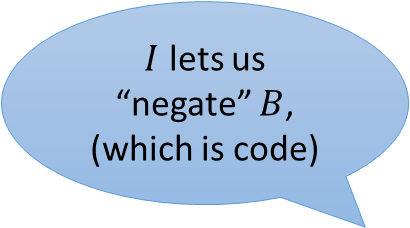 I lets us
“negate” B,
(which is code)